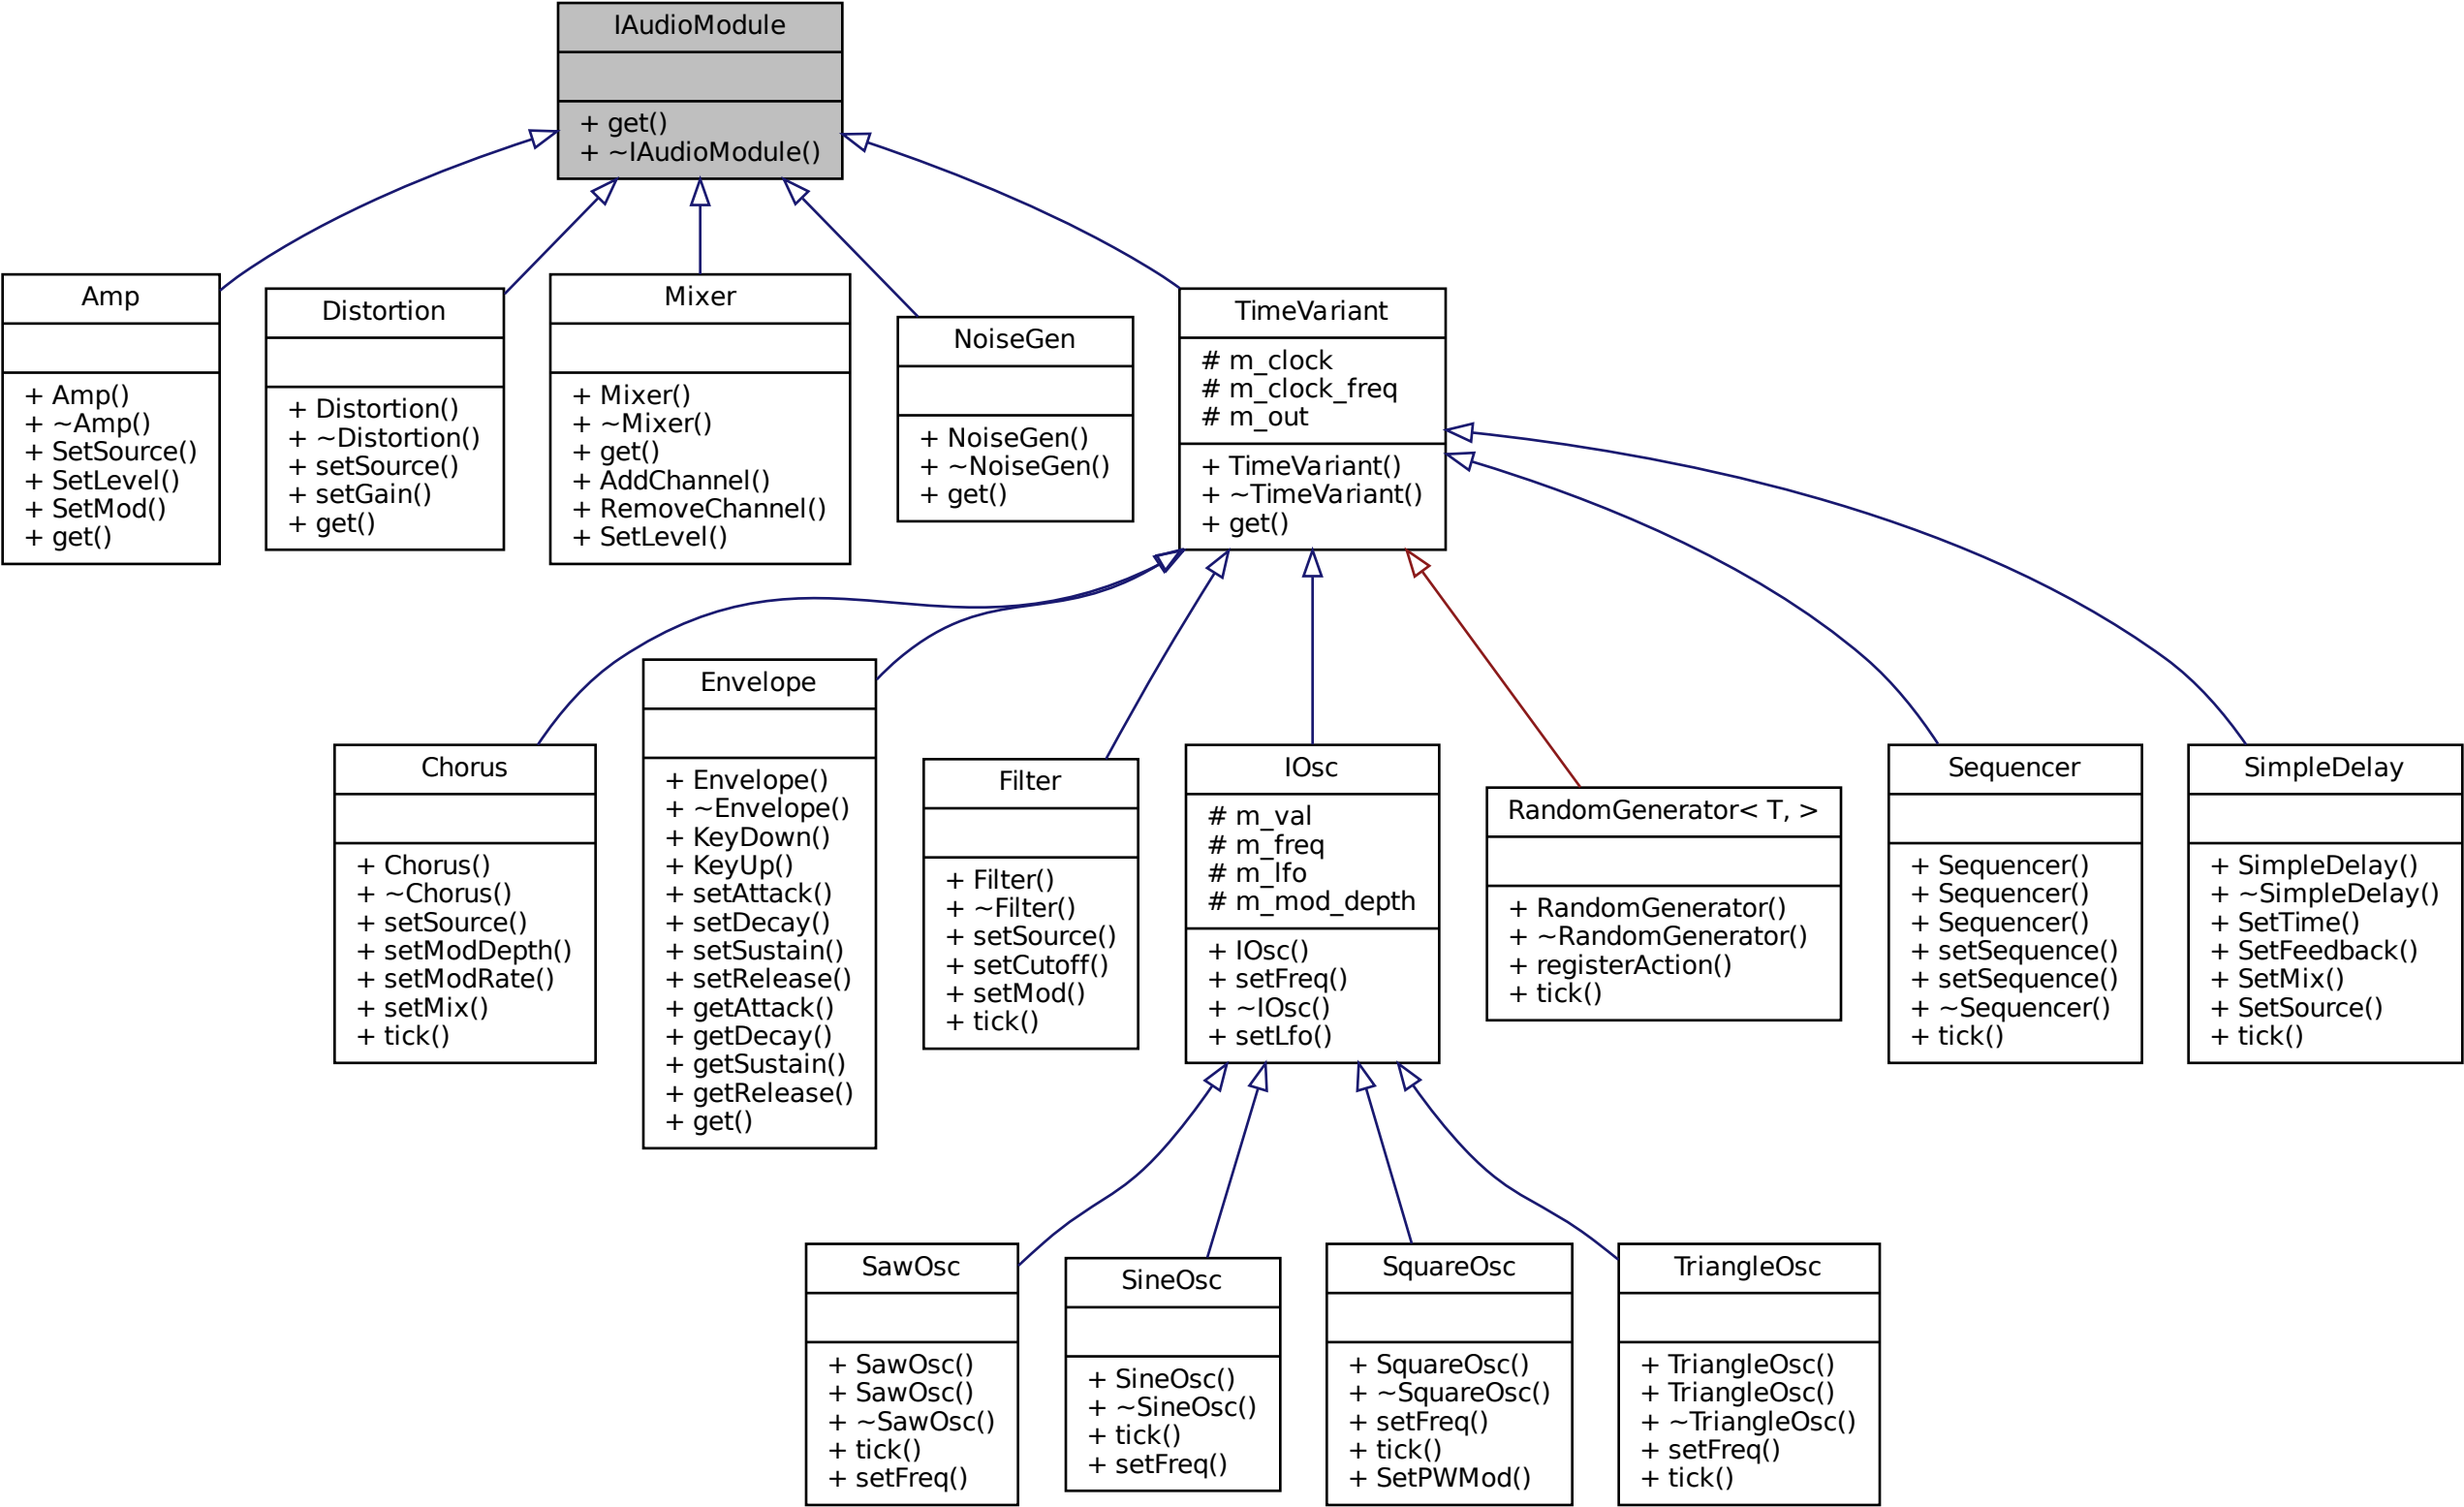 IAudioModule
+ get()
+ ~IAudioModule()
Amp
+ Amp()
+ ~Amp()
+ SetSource()
+ SetLevel()
+ SetMod()
+ get()
Distortion
+ Distortion()
+ ~Distortion()
+ setSource()
+ setGain()
+ get()
Mixer
+ Mixer()
+ ~Mixer()
+ get()
+ AddChannel()
+ RemoveChannel()
+ SetLevel()
NoiseGen
+ NoiseGen()
+ ~NoiseGen()
+ get()
TimeVariant
# m_clock
# m_clock_freq
# m_out
+ TimeVariant()
+ ~TimeVariant()
+ get()
Chorus
+ Chorus()
+ ~Chorus()
+ setSource()
+ setModDepth()
+ setModRate()
+ setMix()
+ tick()
Envelope
+ Envelope()
+ ~Envelope()
+ KeyDown()
+ KeyUp()
+ setAttack()
+ setDecay()
+ setSustain()
+ setRelease()
+ getAttack()
+ getDecay()
+ getSustain()
+ getRelease()
+ get()
Filter
+ Filter()
+ ~Filter()
+ setSource()
+ setCutoff()
+ setMod()
+ tick()
IOsc
# m_val
# m_freq
# m_lfo
# m_mod_depth
+ IOsc()
+ setFreq()
+ ~IOsc()
+ setLfo()
RandomGenerator< T, >
+ RandomGenerator()
+ ~RandomGenerator()
+ registerAction()
+ tick()
Sequencer
+ Sequencer()
+ Sequencer()
+ Sequencer()
+ setSequence()
+ setSequence()
+ ~Sequencer()
+ tick()
SimpleDelay
+ SimpleDelay()
+ ~SimpleDelay()
+ SetTime()
+ SetFeedback()
+ SetMix()
+ SetSource()
+ tick()
SawOsc
+ SawOsc()
+ SawOsc()
+ ~SawOsc()
+ tick()
+ setFreq()
SineOsc
+ SineOsc()
+ ~SineOsc()
+ tick()
+ setFreq()
SquareOsc
+ SquareOsc()
+ ~SquareOsc()
+ setFreq()
+ tick()
+ SetPWMod()
TriangleOsc
+ TriangleOsc()
+ TriangleOsc()
+ ~TriangleOsc()
+ setFreq()
+ tick()